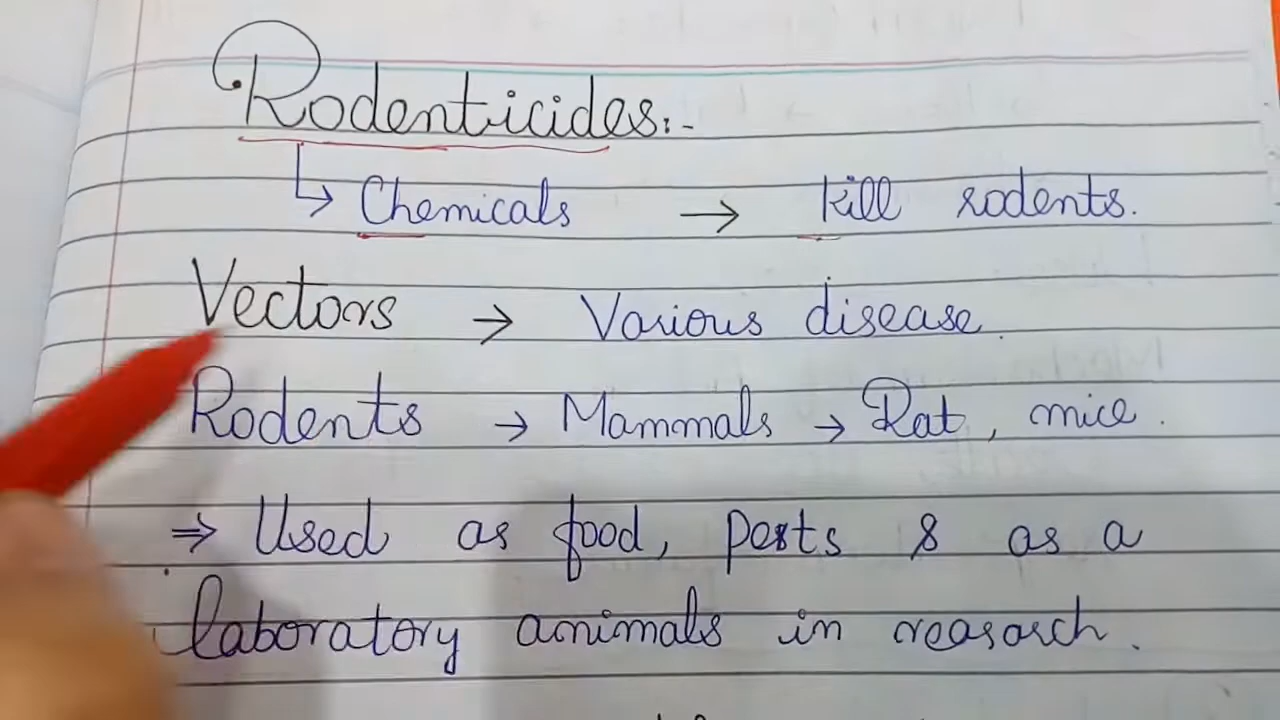 Rodenticides:-
↳ Chemicals → kill rodents.
Vectors → Various disease.
Rodents → Mammals → Rat, mice.
⇒ Used as food, pests & as a
laboratory animals in reasarch.